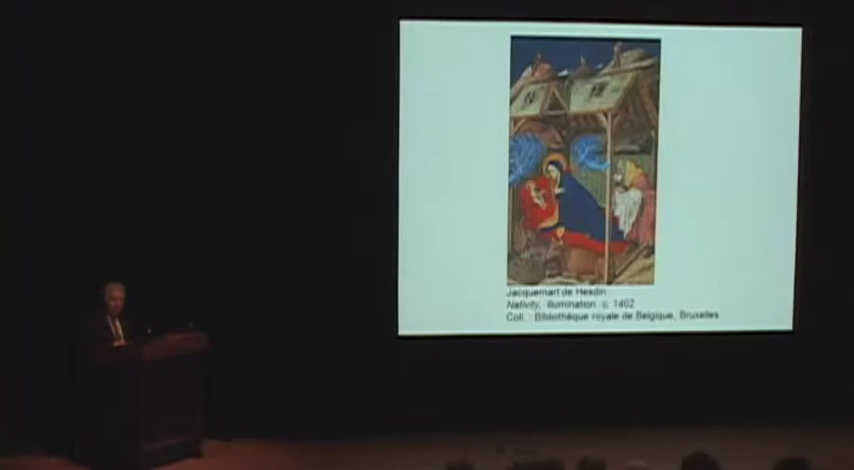 Jacquemart de Hesdin
Nativity. Illumination. c. 1402
Coll. : Bibliothèque royale de Belgique, Bruxelles